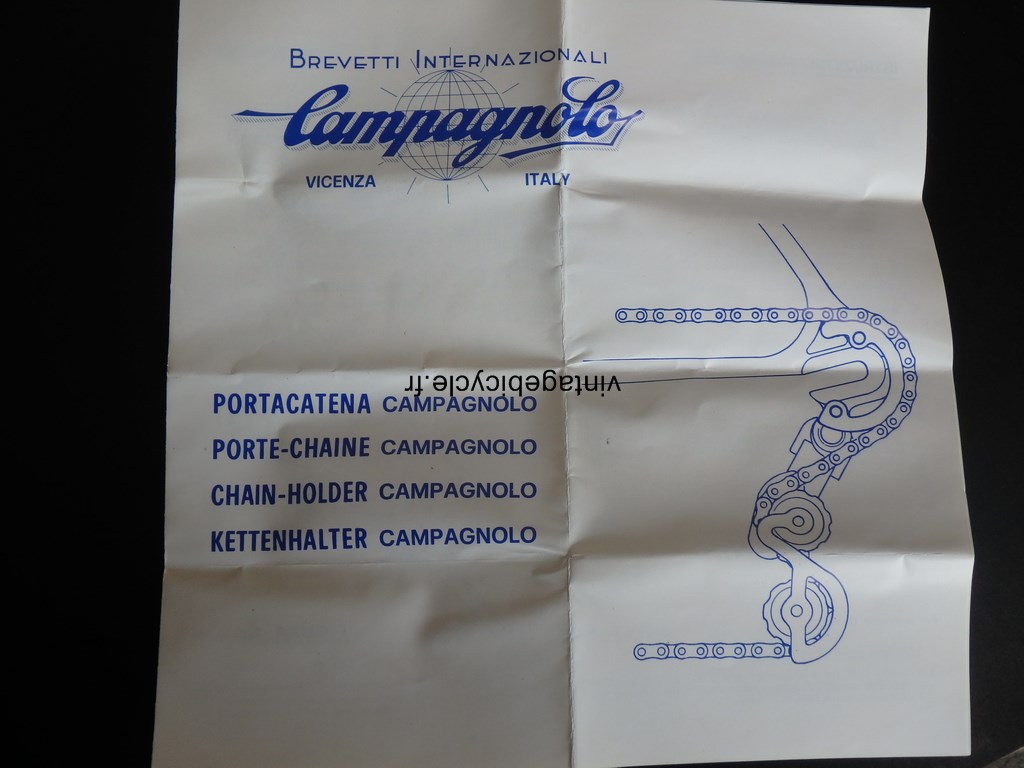 BREVETTI INTERNAZIONALI
Campagnolo
VICENZA ITALY
vintagebicycle.fr
PORTACATENA CAMPAGNOLO
PORTE-CHAINE CAMPAGNOLO
CHAIN-HOLDER CAMPAGNOLO
KETTENHALTER CAMPAGNOLO